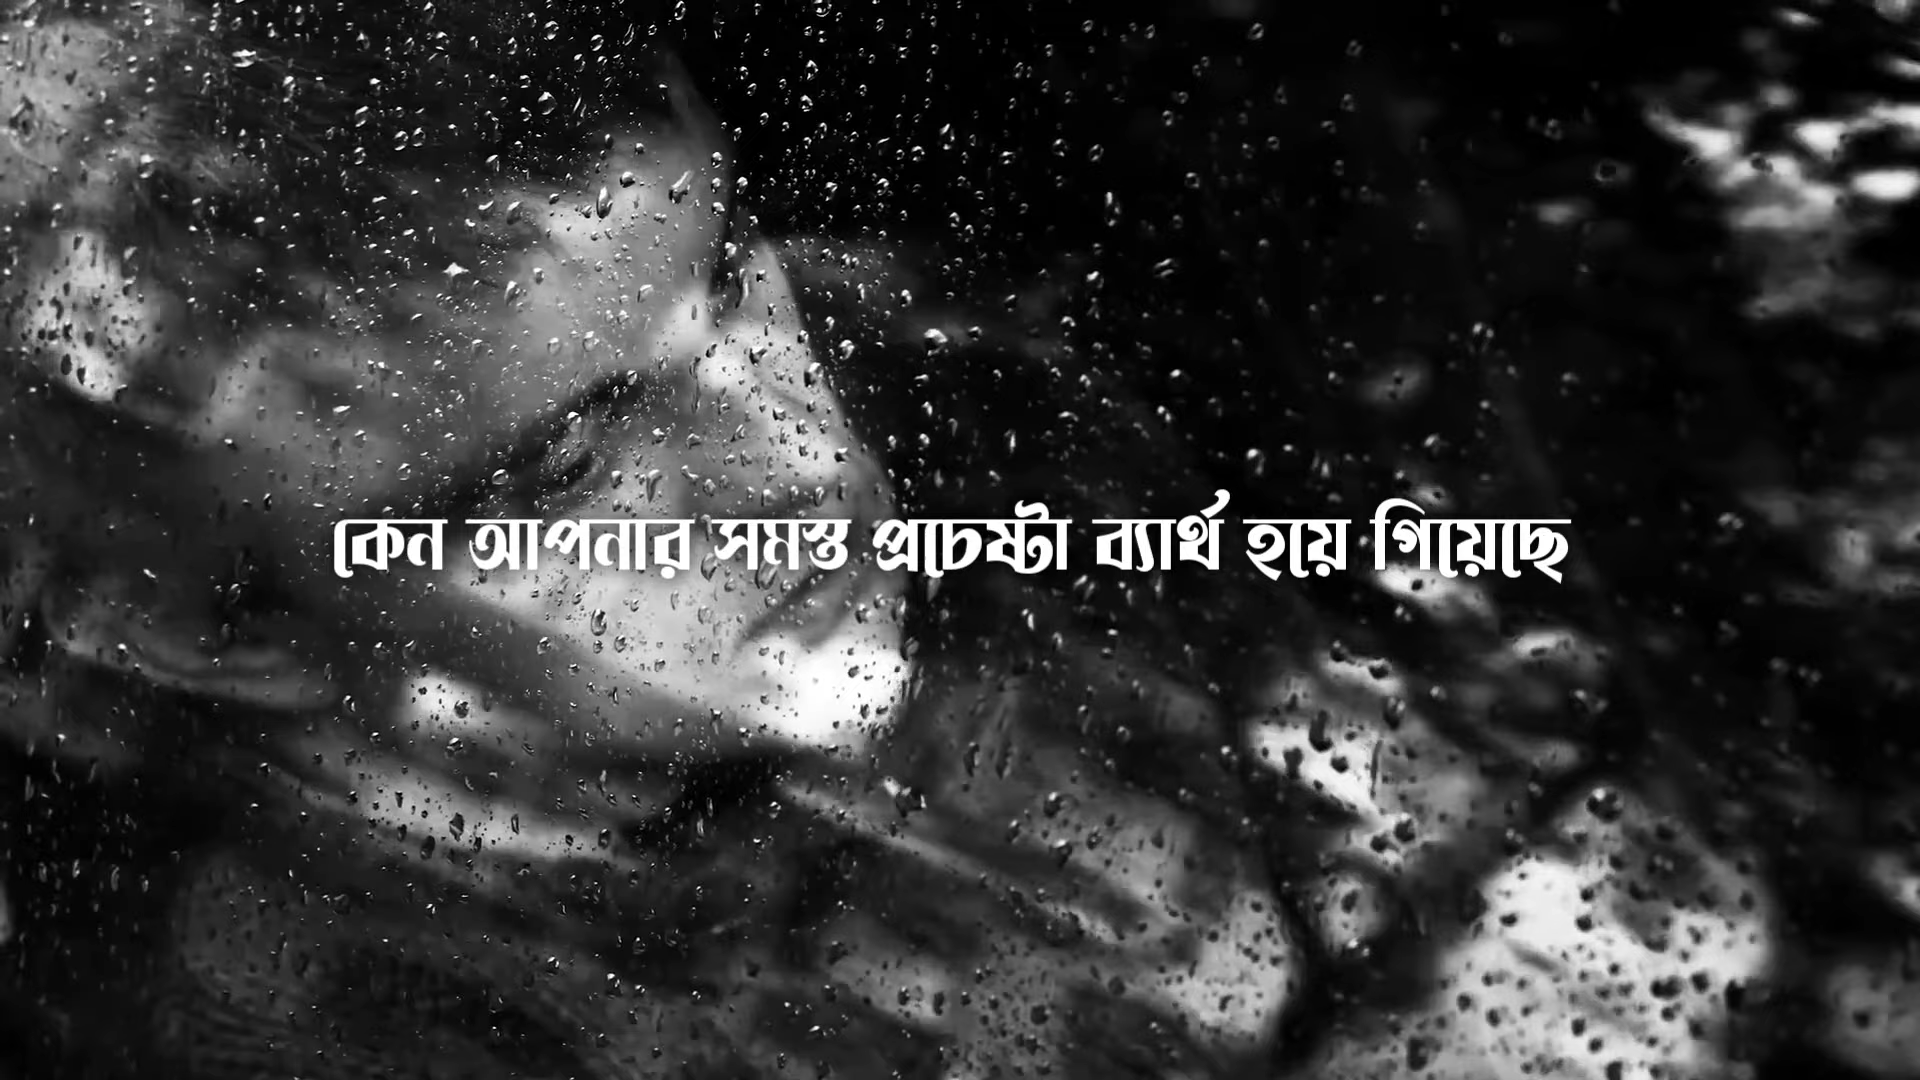 কেন আপনার সমস্ত প্রচেষ্টা ব্যার্থ হয়ে গিয়েছে